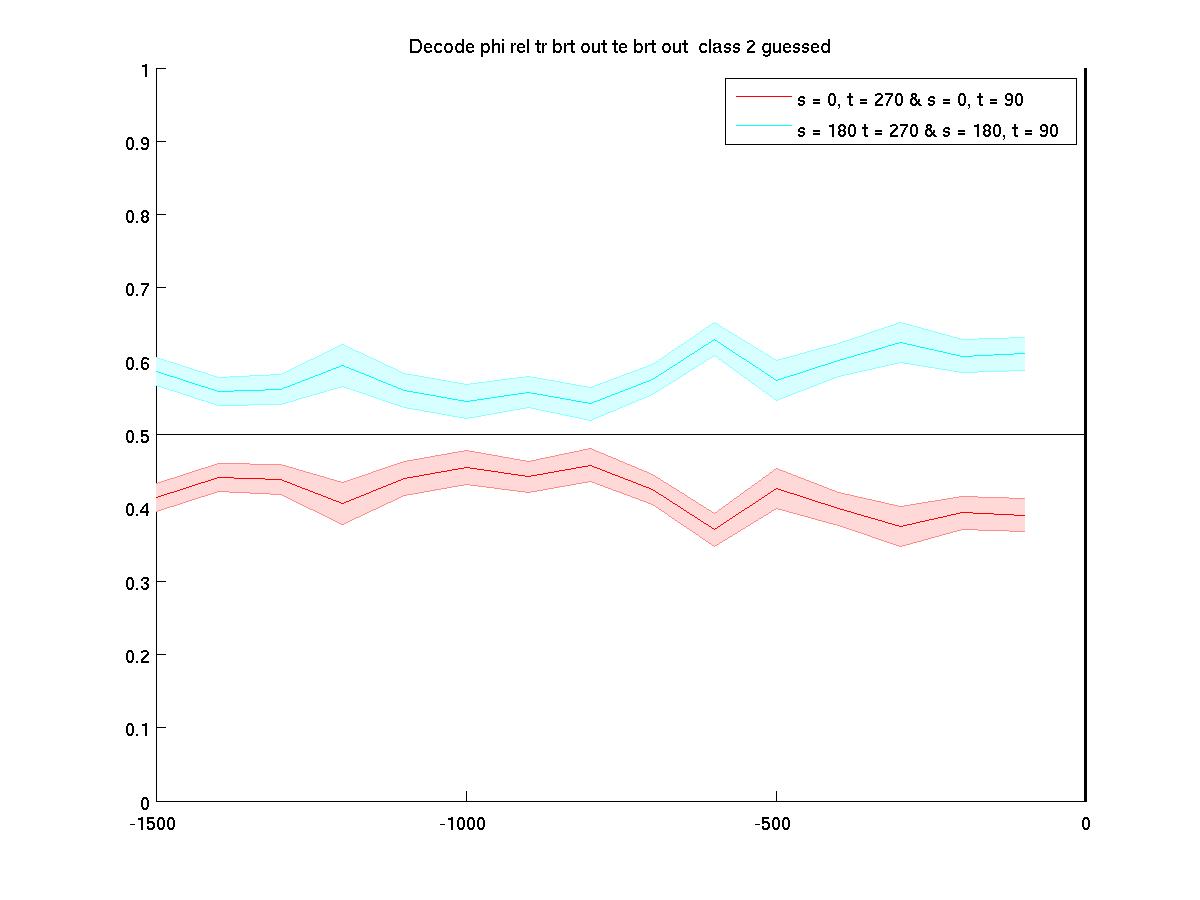 Decode phi rel tr brt out te brt out  class 2 guessed
s = 0, t = 270 & s = 0, t = 90
s = 180 t = 270 & s = 180, t = 90
1
0.9
0.8
0.7
0.6
0.5
0.4
0.3
0.2
0.1
0
-1500 -1000 -500 0